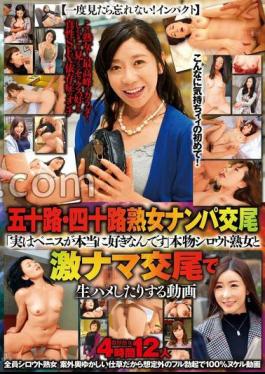 【一度見たら忘れない！インパクト】
こんなに気持ちイイの初めて…！
五十路・四十路熟女ナンパ交尾
「実はペニスが本当に好きなんです」本物シロウト熟女と
激ナマ交尾で
生ハメしたりする動画
4時間12人
全員シロウト熟女 案外奥ゆかしい仕草だから想定外のフル勃起で100%ヌケル動画